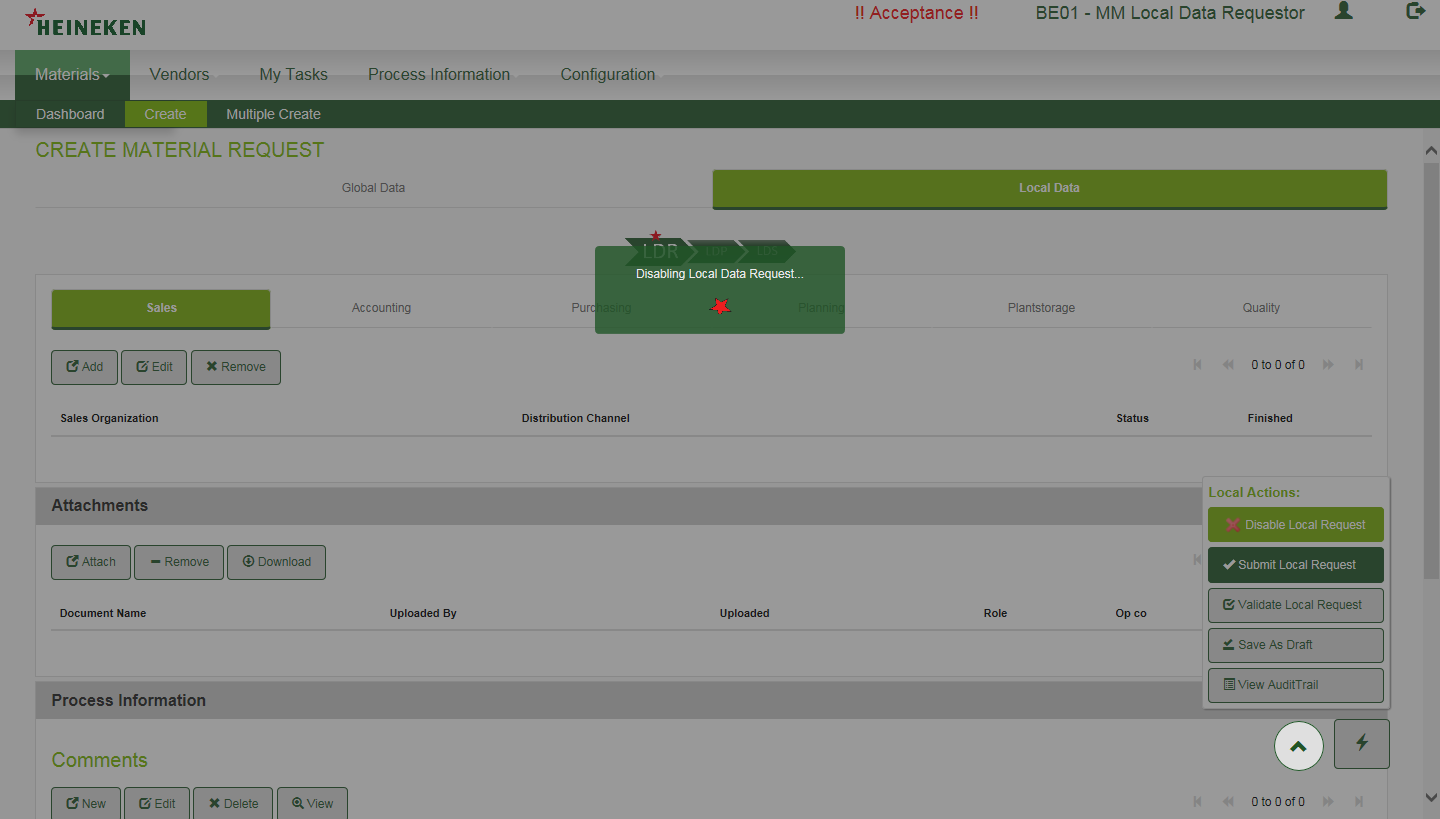 HEINEKEN
!! Acceptance !!
BE01 - MM Local Data Requestor
Materials
Vendors
My Tasks
Process Information
Configuration
Dashboard
Create
Multiple Create
CREATE MATERIAL REQUEST
Global Data
Local Data
LDR
LDP
LDS
Disabling Local Data Request...
Sales
Accounting
Purchasing
Planning
Plantstorage
Quality
Add
Edit
Remove
0 to 0 of 0
Sales Organization
Distribution Channel
Status
Finished
Attachments
Attach
Remove
Download
Document Name
Uploaded By
Uploaded
Role
Op co
Local Actions:
Disable Local Request
Submit Local Request
Validate Local Request
Save As Draft
View AuditTrail
Process Information
Comments
New
Edit
Delete
View
0 to 0 of 0